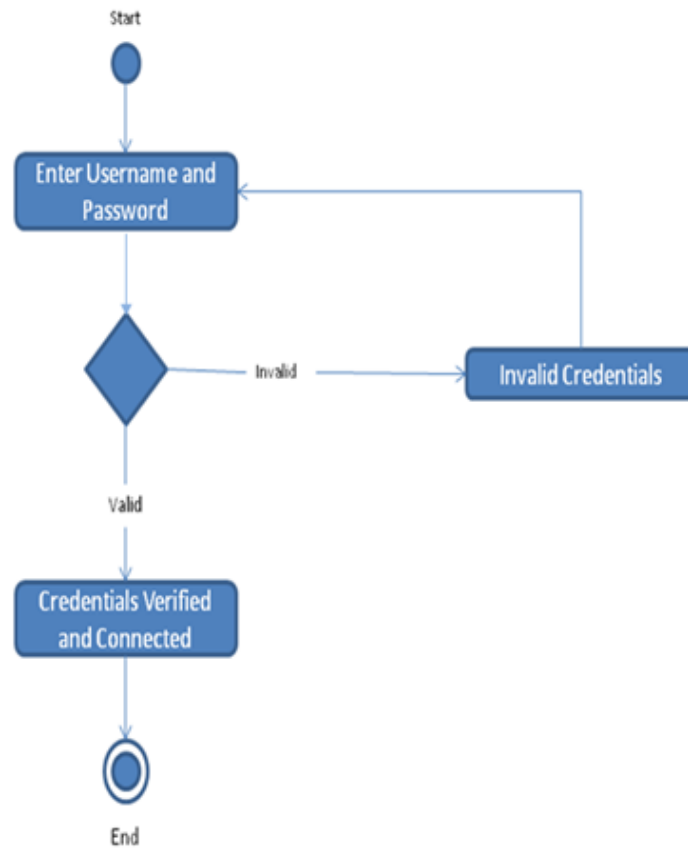 Start
Enter Username and
Password
Invalid
Invalid Credentials
Valid
Credentials Verified
and Connected
End